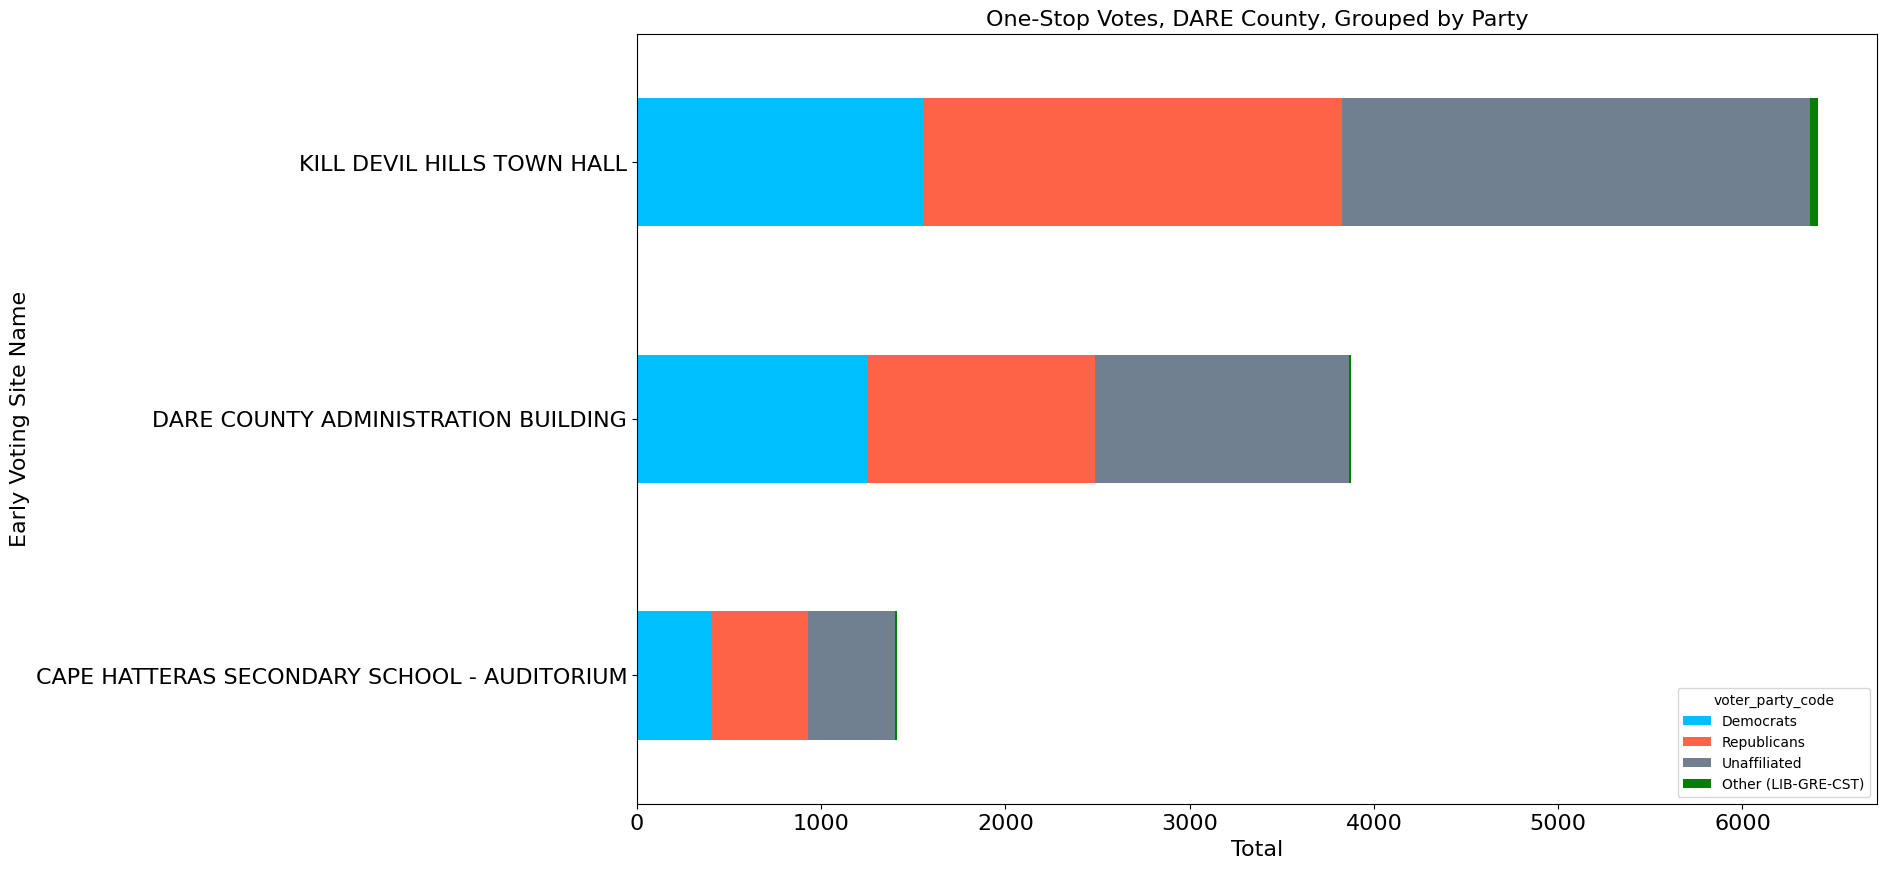 One-Stop Votes, DARE County, Grouped by Party
Early Voting Site Name
KILL DEVIL HILLS TOWN HALL
DARE COUNTY ADMINISTRATION BUILDING
CAPE HATTERAS SECONDARY SCHOOL - AUDITORIUM
voter_party_code
Democrats
Republicans
Unaffiliated
Other (LIB-GRE-CST)
0 1000 2000 3000 4000 5000 6000
Total